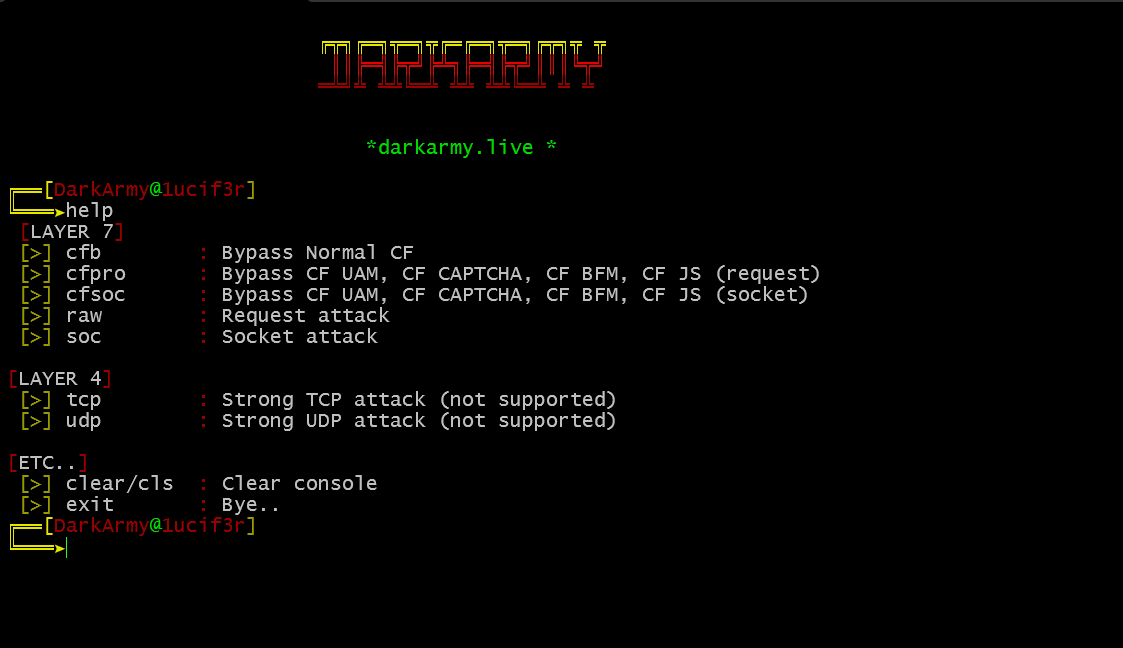 DARKARMY
*darkarmy.live *
[DarkArmy@1ucif3r]
➤help
[LAYER 7]
[>] cfb : Bypass Normal CF
[>] cfpro : Bypass CF UAM, CF CAPTCHA, CF BFM, CF JS (request)
[>] cfsoc : Bypass CF UAM, CF CAPTCHA, CF BFM, CF JS (socket)
[>] raw : Request attack
[>] soc : Socket attack
[LAYER 4]
[>] tcp : Strong TCP attack (not supported)
[>] udp : Strong UDP attack (not supported)
[ETC..]
[>] clear/cls : Clear console
[>] exit : Bye..
[DarkArmy@1ucif3r]
➤